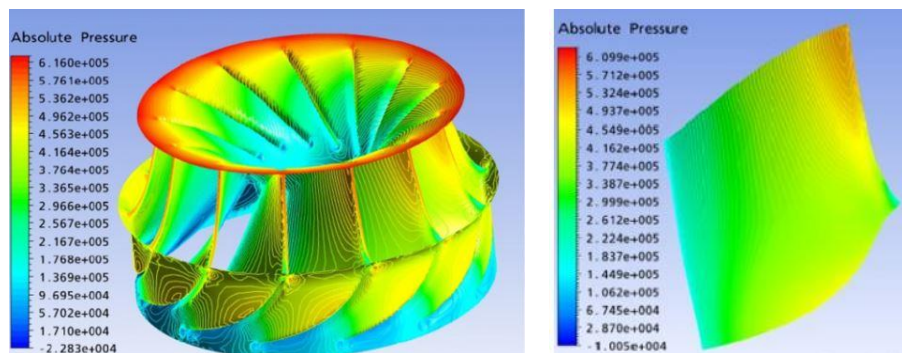 Absolute Pressure
6.160e+005
5.761e+005
5.362e+005
4.962e+005
4.563e+005
4.164e+005
3.764e+005
3.365e+005
2.966e+005
2.567e+005
2.167e+005
1.768e+005
1.369e+005
9.695e+004
5.702e+004
1.710e+004
-2.283e+004
Absolute Pressure
6.099e+005
5.712e+005
5.324e+005
4.937e+005
4.549e+005
4.162e+005
3.774e+005
3.387e+005
2.999e+005
2.612e+005
2.224e+005
1.837e+005
1.449e+005
1.062e+005
6.745e+004
2.870e+004
-1.005e+004